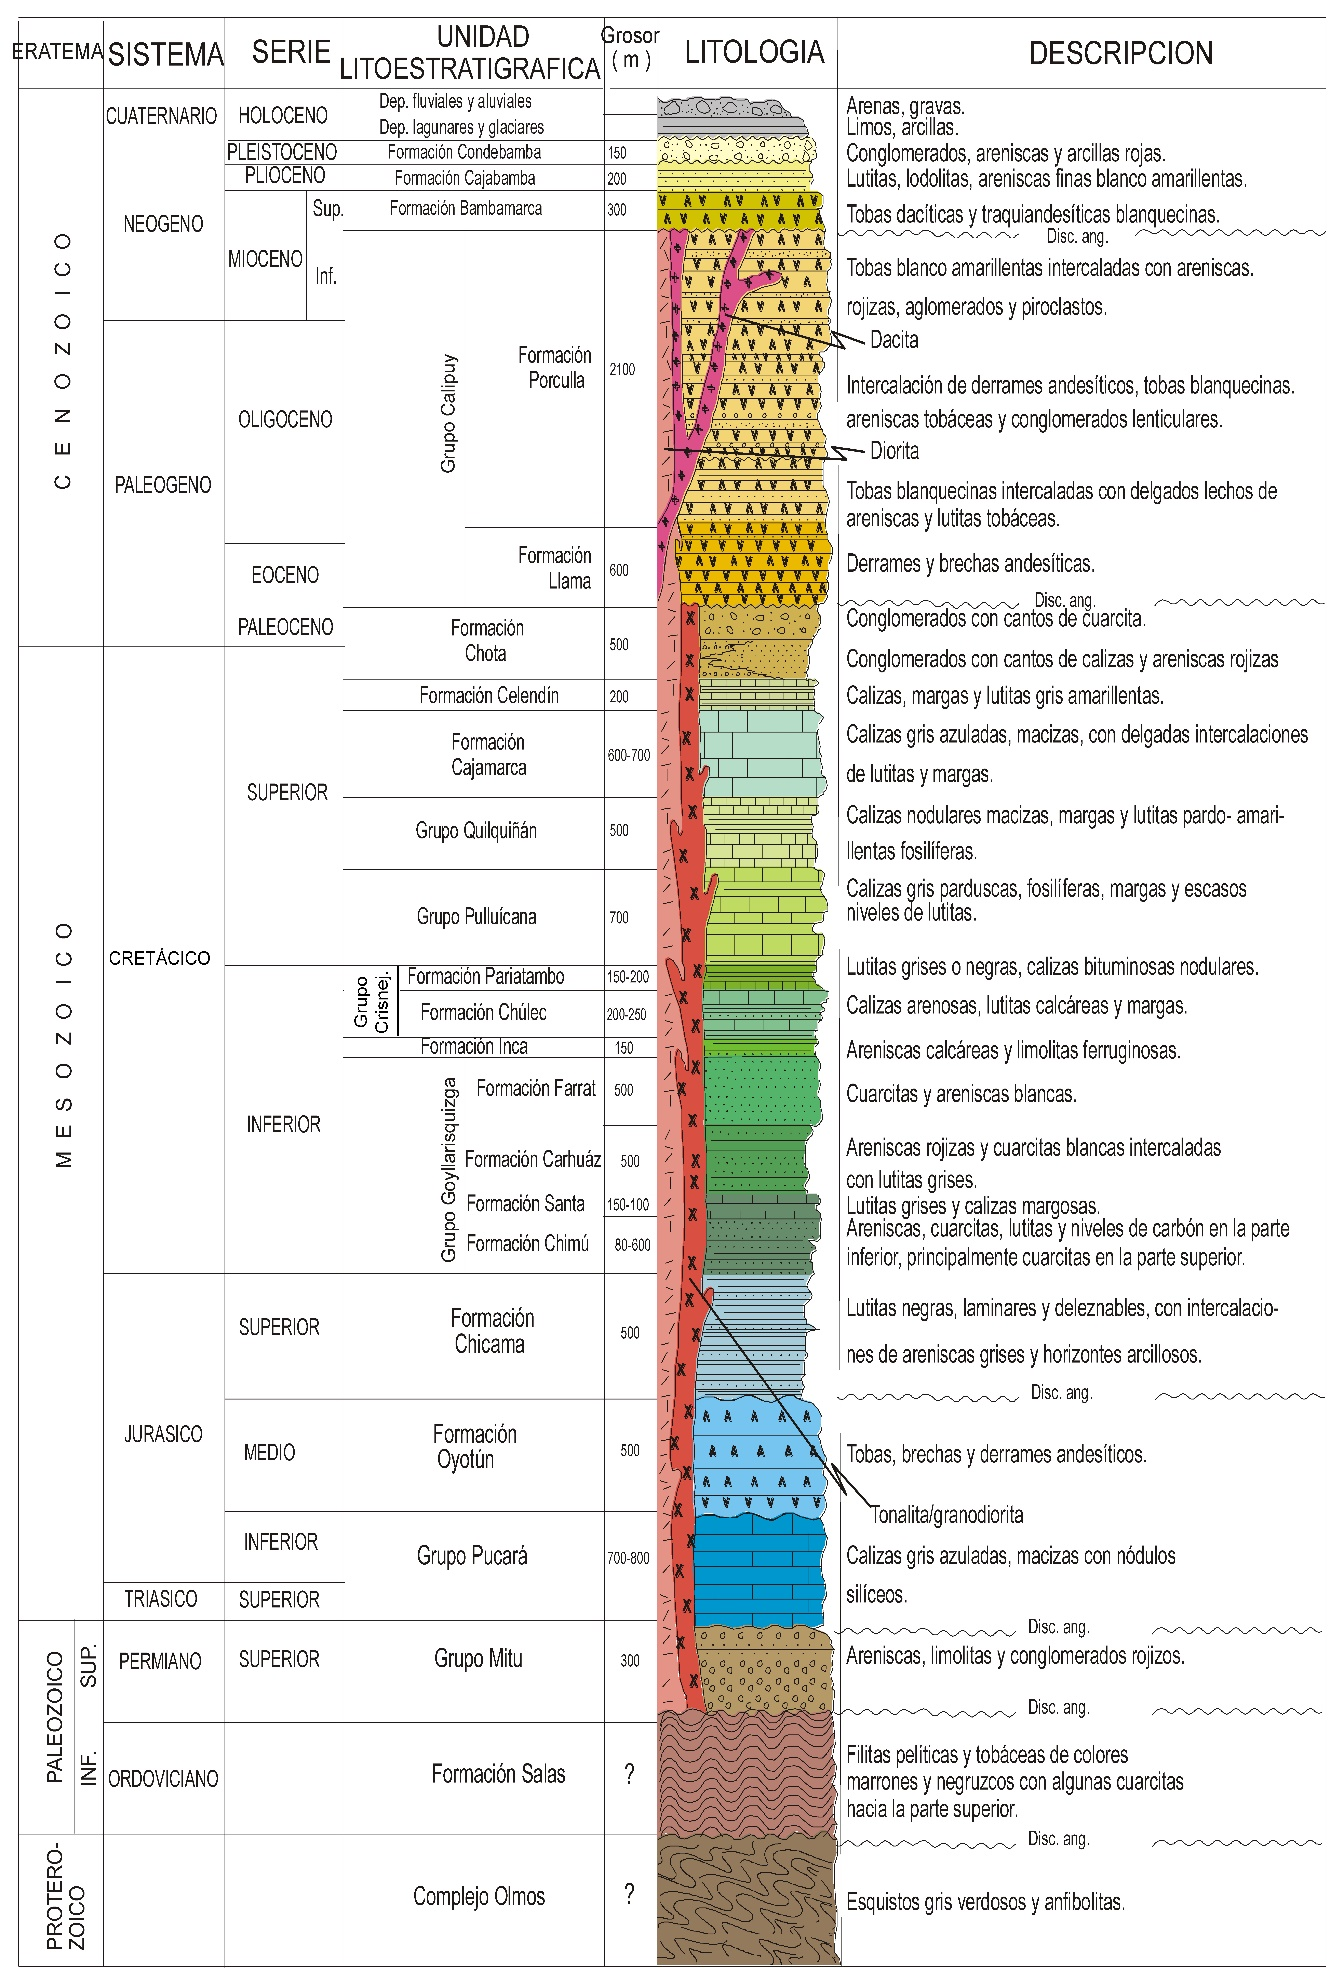 ERATEMA SISTEMA SERIE UNIDAD LITOESTRATIGRAFICA Grosor ( m ) LITOLOGIA DESCRIPCION
CENOZOICO
CUATERNARIO HOLOCENO Dep. fluviales y aluviales Arenas, gravas.
Dep. lagunares y glaciares Limos, arcillas.
PLEISTOCENO Formación Condebamba 150 Conglomerados, areniscas y arcillas rojas.
NEOGENO PLIOCENO Formación Cajabamba 200 Lutitas, lodolitas, areniscas finas blanco amarillentas.
MIOCENO Sup. Formación Bambamarca 300 Tobas dacíticas y traquiandesíticas blanquecinas.
Disc. ang.
Inf. Tobas blanco amarillentas intercaladas con areniscas.
rojizas, aglomerados y piroclastos.
Dacita
Grupo Calipuy Formación Porculla 2100
PALEOGENO OLIGOCENO Intercalación de derrames andesíticos, tobas blanquecinas.
areniscas tobáceas y conglomerados lenticulares.
Diorita
Tobas blanquecinas intercaladas con delgados lechos de
areniscas y lutitas tobáceas.
EOCENO Formación Llama 600 Derrames y brechas andesíticas.
Disc. ang.
PALEOCENO Formación Chota 500 Conglomerados con cantos de cuarcita.
Conglomerados con cantos de calizas y areniscas rojizas
MESOZOICO
CRETÁCICO SUPERIOR Formación Celendín 200 Calizas, margas y lutitas gris amarillentas.
Formación Cajamarca 600-700 Calizas gris azuladas, macizas, con delgadas intercalaciones
de lutitas y margas.
Grupo Quilquiñán 500 Calizas nodulares macizas, margas y lutitas pardo- amari-
llentas fosilíferas.
Grupo Pulluícana 700 Calizas gris parduscas, fosilíferas, margas y escasos
niveles de lutitas.
INFERIOR Grupo Crisnej. Formación Pariatambo 150-200 Lutitas grises o negras, calizas bituminosas nodulares.
Formación Chúlec 200-250 Calizas arenosas, lutitas calcáreas y margas.
Formación Inca 150 Areniscas calcáreas y limolitas ferruginosas.
Grupo Goyllarisquizga Formación Farrat 500 Cuarcitas y areniscas blancas.
Formación Carhuáz 500 Areniscas rojizas y cuarcitas blancas intercaladas
con lutitas grises.
Formación Santa 150-100 Lutitas grises y calizas margosas.
Formación Chimú 80-600 Areniscas, cuarcitas, lutitas y niveles de carbón en la parte
inferior, principalmente cuarcitas en la parte superior.
JURASICO SUPERIOR Formación Chicama 500 Lutitas negras, laminares y deleznables, con intercalacio-
nes de areniscas grises y horizontes arcillosos.
Disc. ang.
MEDIO Formación Oyotún 500 Tobas, brechas y derrames andesíticos.
Tonalita/granodiorita
INFERIOR Grupo Pucará 700-800 Calizas gris azuladas, macizas con nódulos
silíceos.
TRIASICO SUPERIOR
Disc. ang.
PALEOZOICO SUP. PERMIANO SUPERIOR Grupo Mitu 300 Areniscas, limolitas y conglomerados rojizos.
Disc. ang.
INF. ORDOVICIANO Formación Salas ? Filitas pelíticas y tobáceas de colores
marrones y negruzcos con algunas cuarcitas
hacia la parte superior.
Disc. ang.
PROTERO-
ZOICO Complejo Olmos ? Esquistos gris verdosos y anfibolitas.